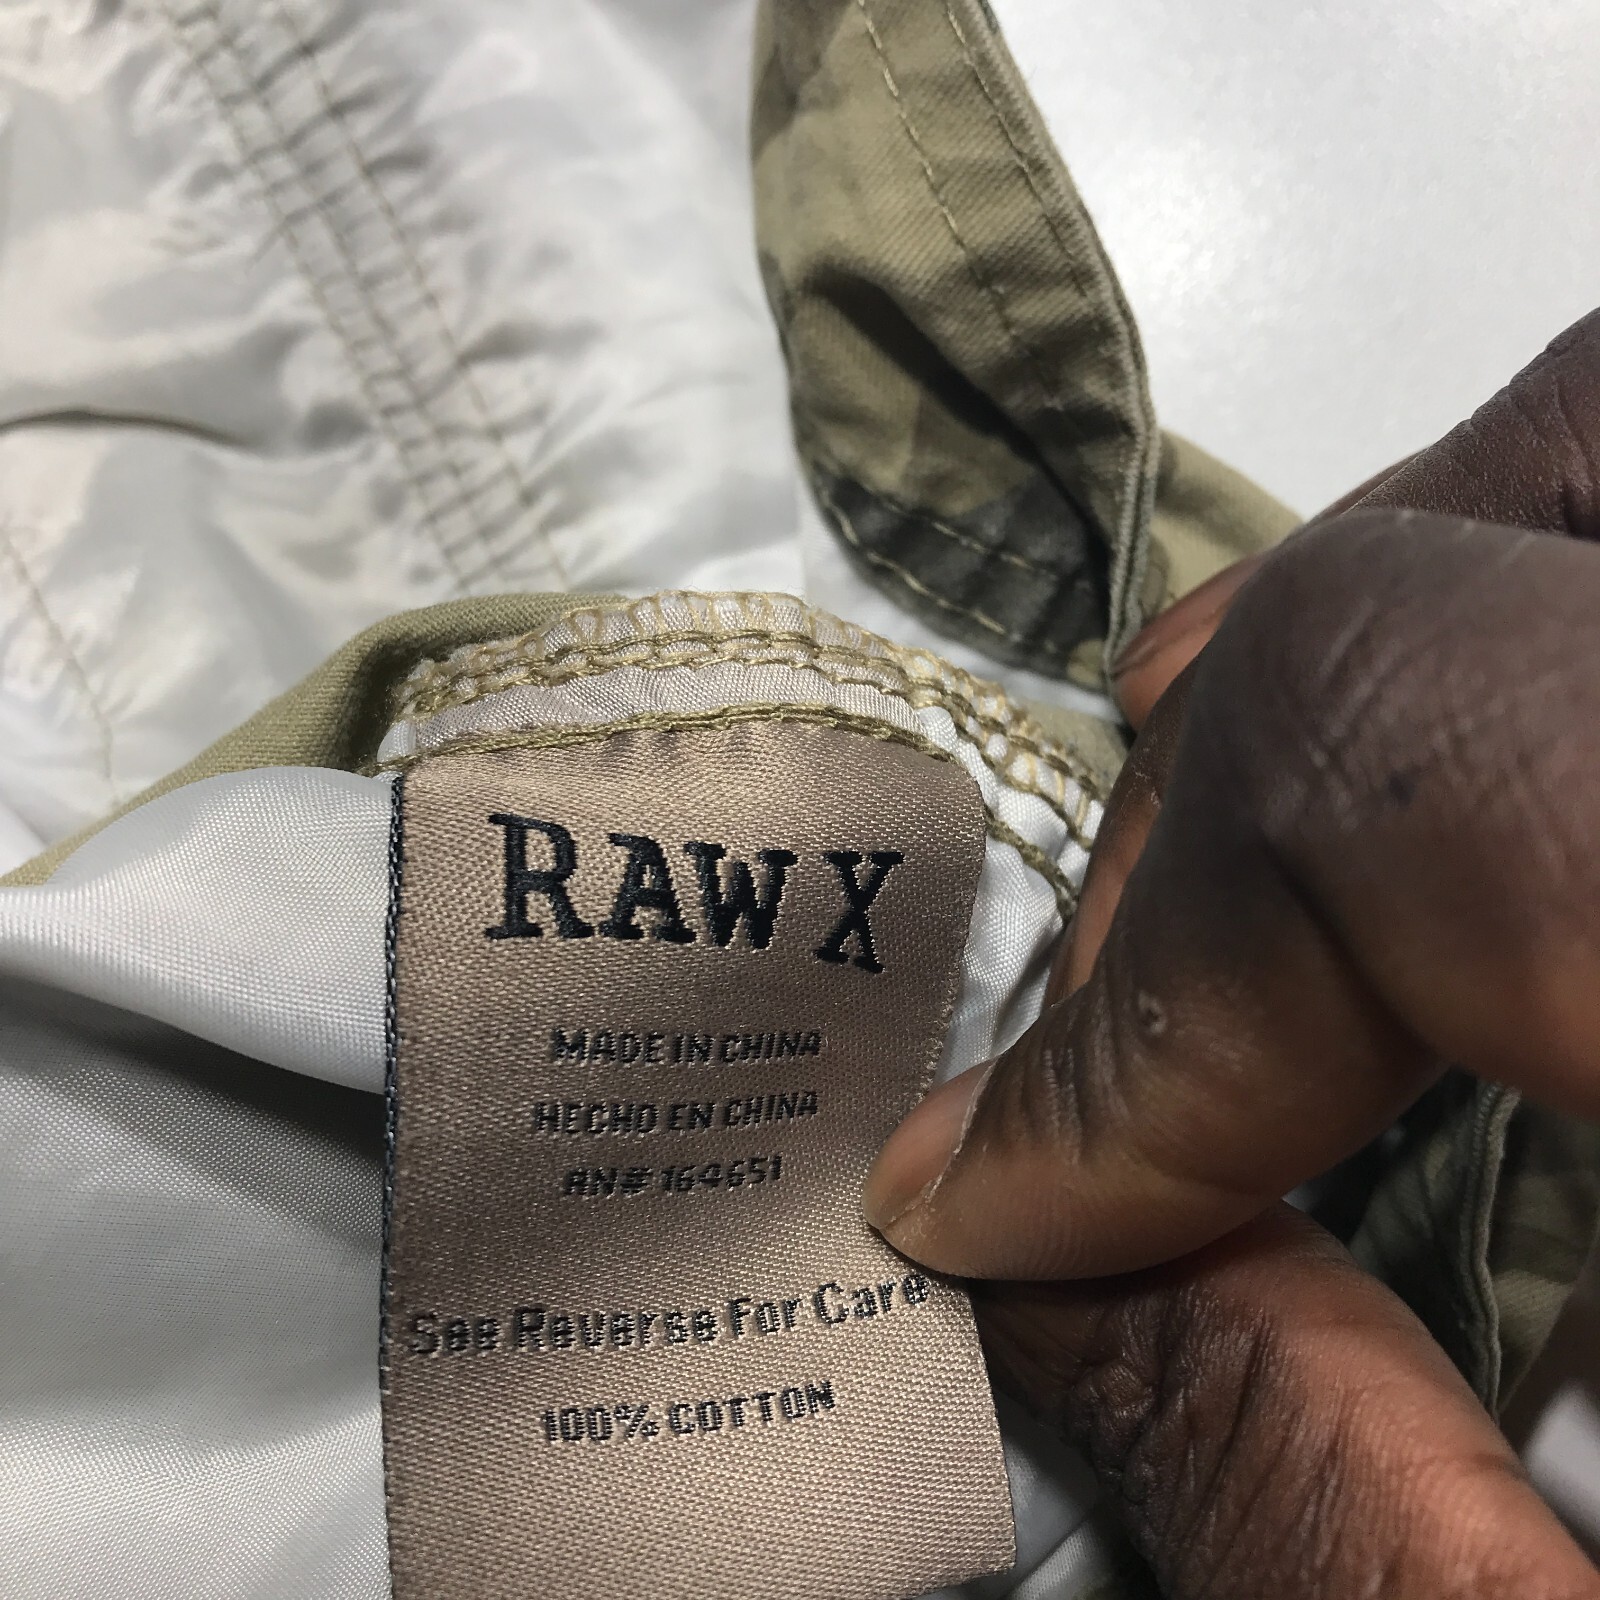 RAW X
MADE IN CHINA
HECHO EN CHINA
RN# 164651
See Reverse For Care
100% COTTON